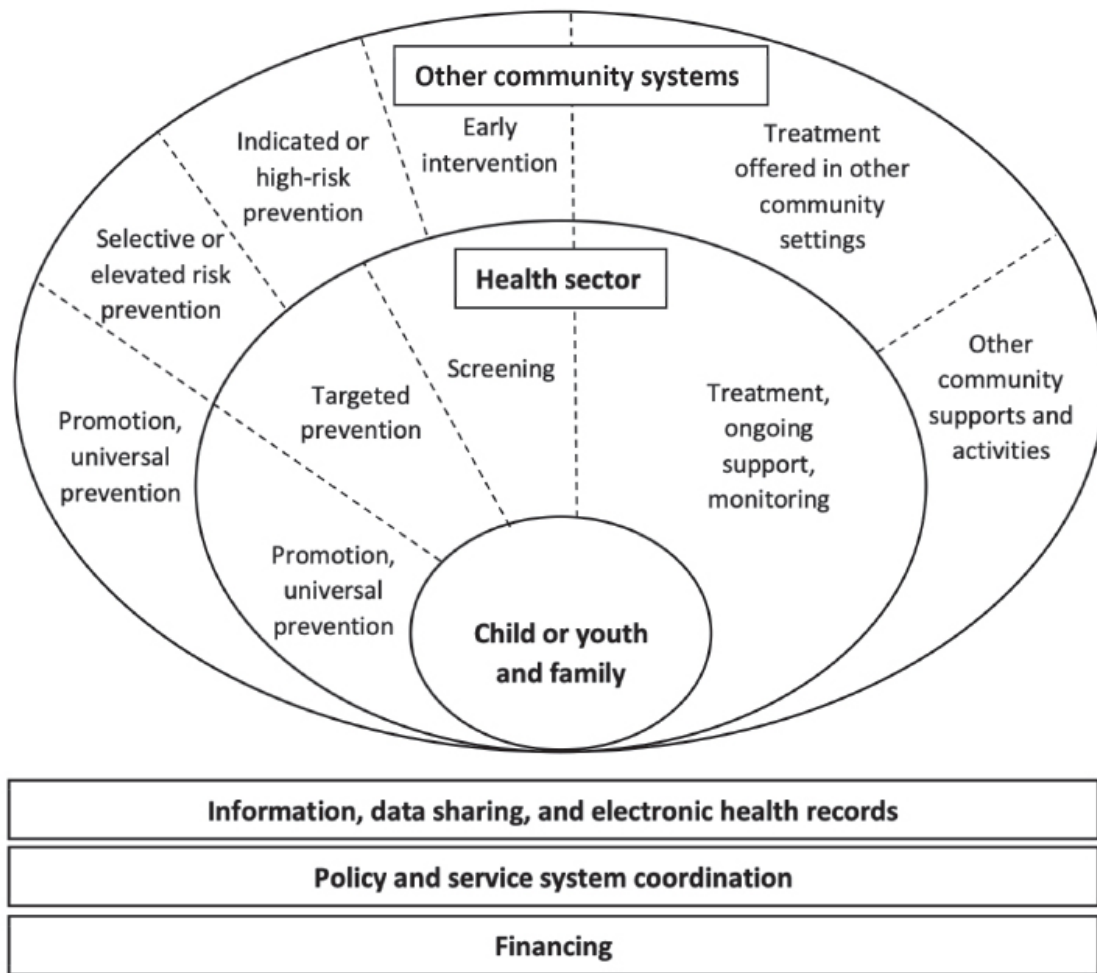 Other community systems
Early
intervention
Indicated or
high-risk
prevention
Selective or
elevated risk
prevention
Promotion,
universal
prevention
Treatment
offered in other
community
settings
Other
community
supports and
activities
Health sector
Screening
Targeted
prevention
Promotion,
universal
prevention
Treatment,
ongoing
support,
monitoring
Child or youth
and family
Information, data sharing, and electronic health records
Policy and service system coordination
Financing